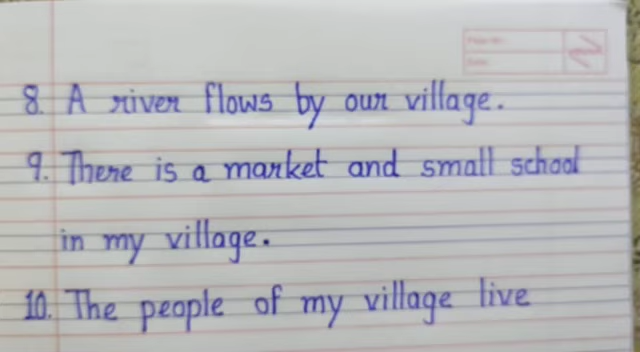 8. A river flows by our village.
9. There is a market and small school
in my village.
10. The people of my village live